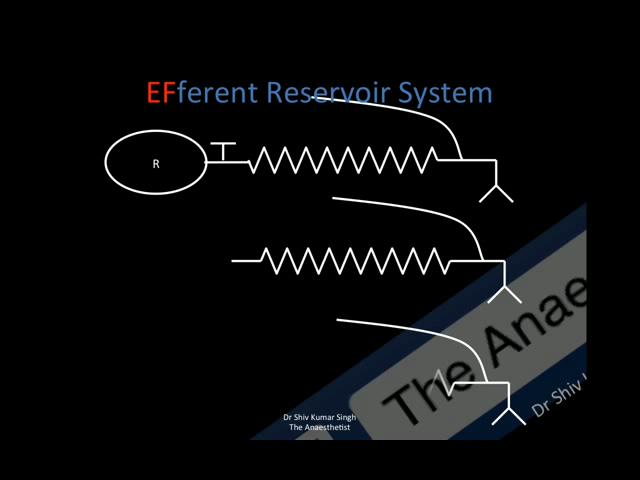 EFferent Reservoir System
R
The Anae
Dr Shiv
Dr Shiv Kumar Singh
The Anaesthetist